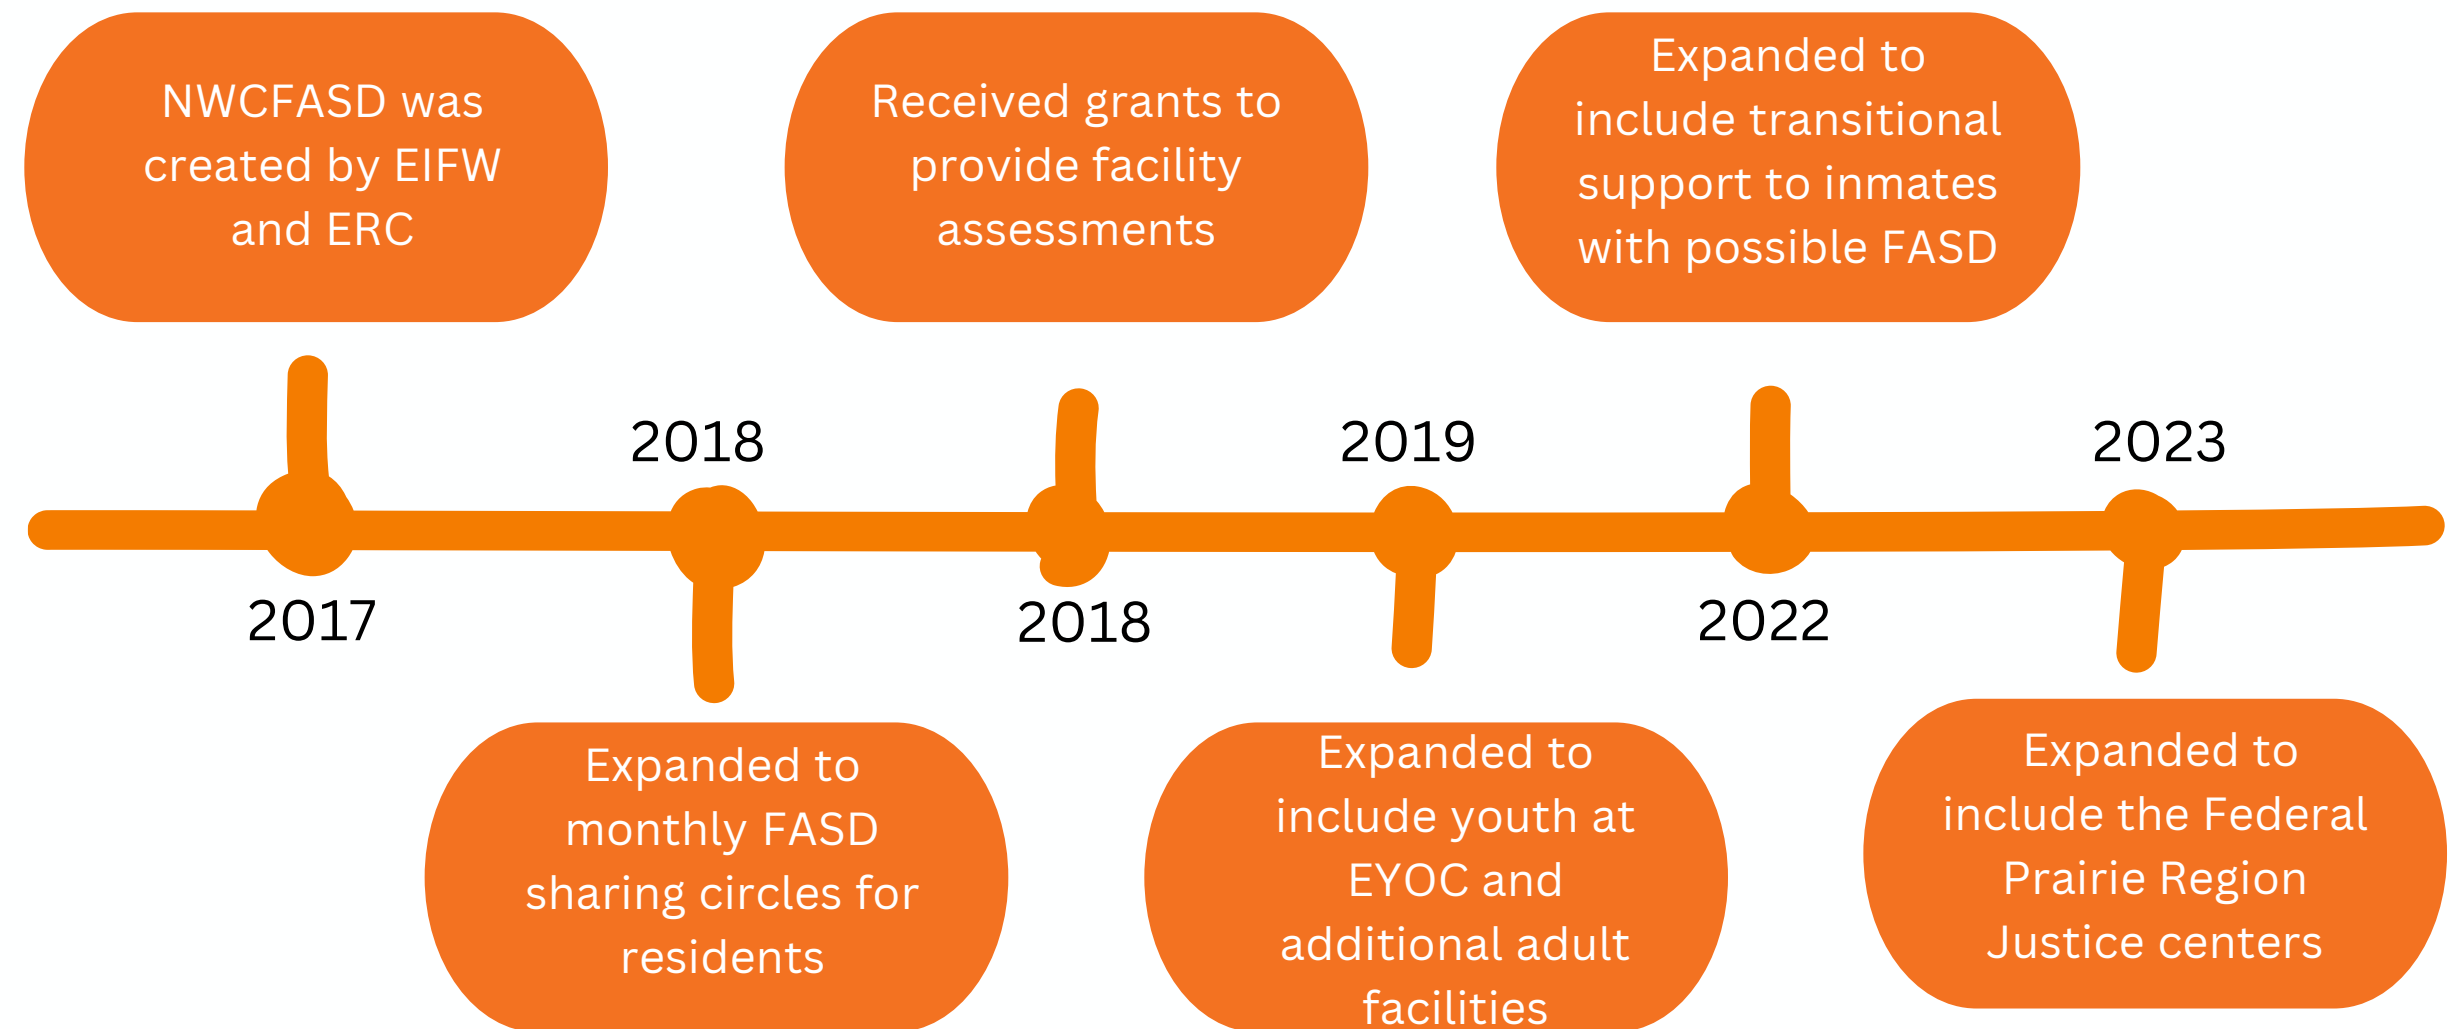 NWCFASD was
created by EIFW
and ERC
2017
2018
Expanded to
monthly FASD
sharing circles for
residents
Received grants to
provide facility
assessments
2018
2019
Expanded to
include youth at
EYOC and
additional adult
facilities
Expanded to
include transitional
support to inmates
with possible FASD
2022
2023
Expanded to
include the Federal
Prairie Region
Justice centers